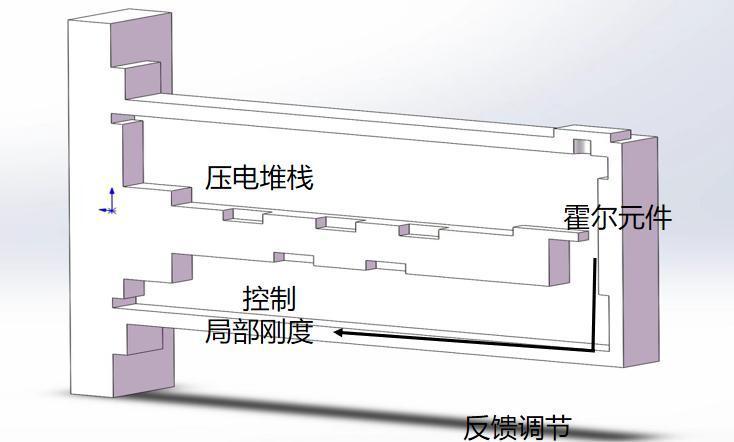 压电堆栈
霍尔元件
控制
局部刚度
反馈调节